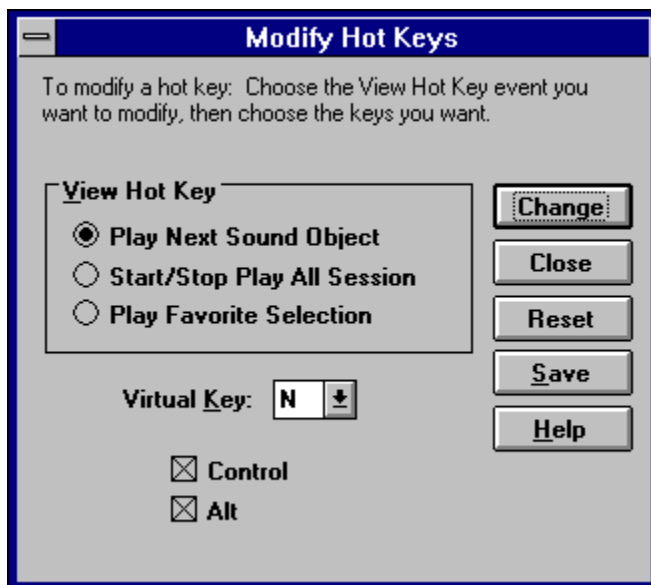 Modify Hot Keys
To modify a hot key:  Choose the View Hot Key event you
want to modify, then choose the keys you want.
View Hot Key
Play Next Sound Object
Start/Stop Play All Session
Play Favorite Selection
Change
Close
Reset
Save
Help
Virtual Key: N
Control
Alt